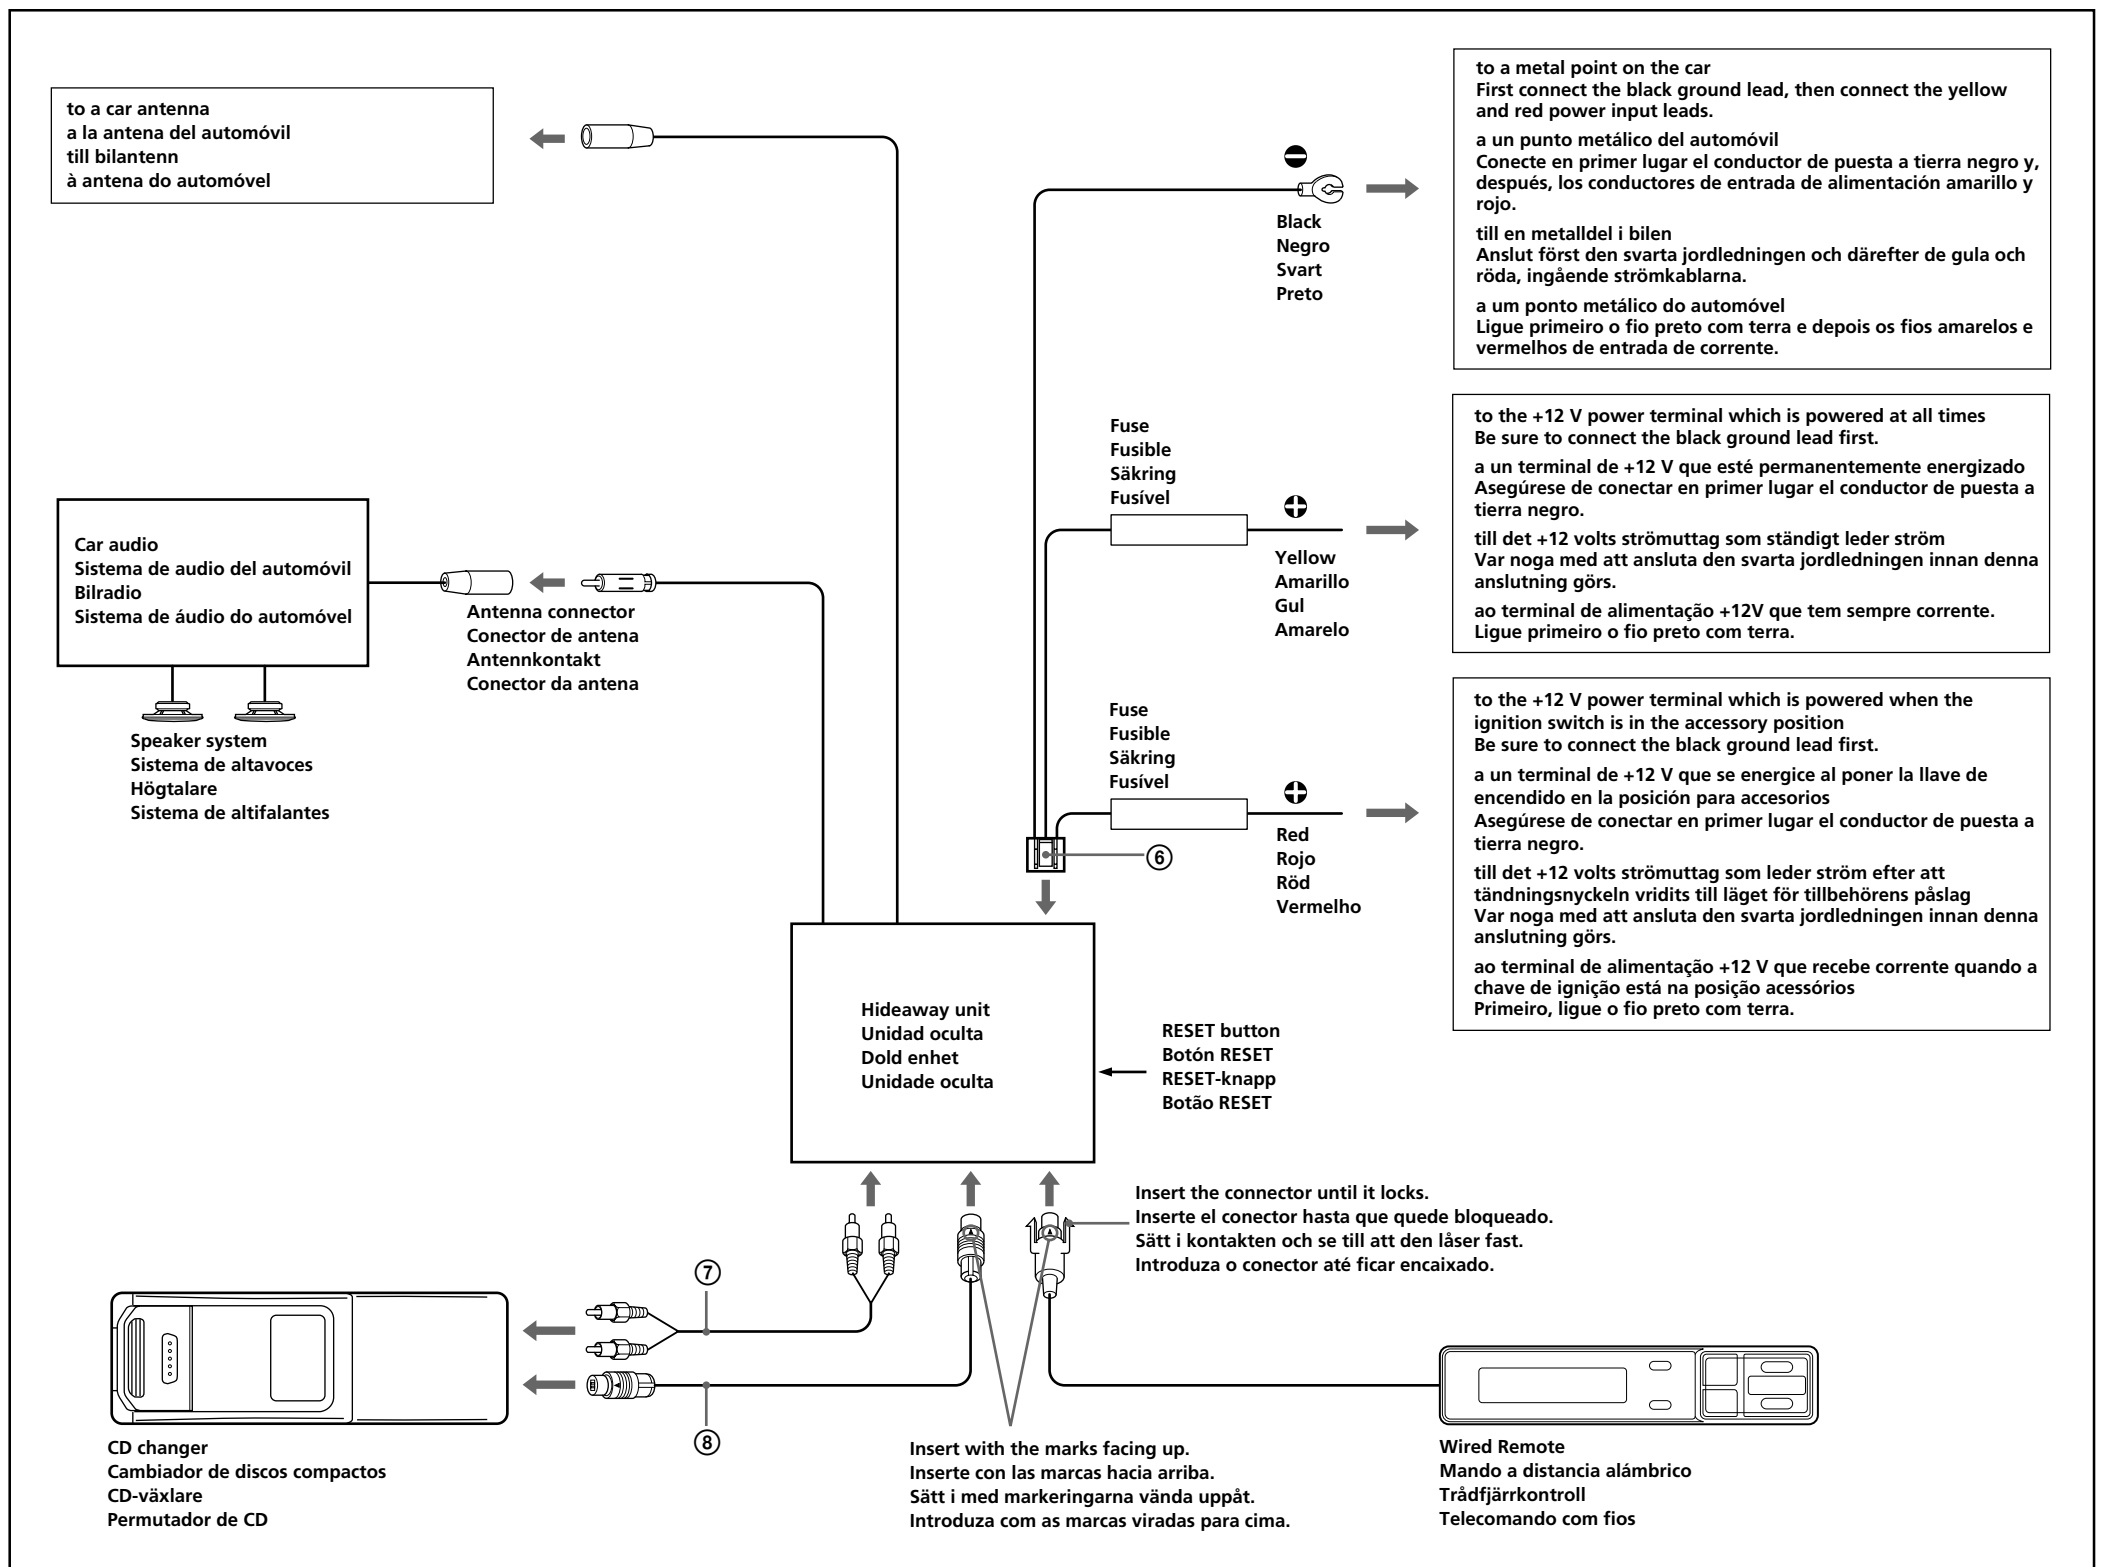 to a car antenna
a la antena del automóvil
till bilantenn
à antena do automóvel
to a metal point on the car
First connect the black ground lead, then connect the yellow
and red power input leads.
a un punto metálico del automóvil
Conecte en primer lugar el conductor de puesta a tierra negro y,
después, los conductores de entrada de alimentación amarillo y
rojo.
till en metalldel i bilen
Anslut först den svarta jordledningen och därefter de gula och
röda, ingående strömkablarna.
a um ponto metálico do automóvel
Ligue primeiro o fio preto com terra e depois os fios amarelos e
vermelhos de entrada de corrente.
Black
Negro
Svart
Preto
Fuse
Fusible
Säkring
Fusível
Yellow
Amarillo
Gul
Amarelo
to the +12 V power terminal which is powered at all times
Be sure to connect the black ground lead first.
a un terminal de +12 V que esté permanentemente energizado
Asegúrese de conectar en primer lugar el conductor de puesta a
tierra negro.
till det +12 volts strömuttag som ständigt leder ström
Var noga med att ansluta den svarta jordledningen innan denna
anslutning görs.
ao terminal de alimentação +12V que tem sempre corrente.
Ligue primeiro o fio preto com terra.
Car audio
Sistema de audio del automóvil
Bilradio
Sistema de áudio do automóvel
Antenna connector
Conector de antena
Antennkontakt
Conector da antena
Speaker system
Sistema de altavoces
Högtalare
Sistema de altifalantes
Fuse
Fusible
Säkring
Fusível
Red
Rojo
Röd
Vermelho
⑥
to the +12 V power terminal which is powered when the
ignition switch is in the accessory position
Be sure to connect the black ground lead first.
a un terminal de +12 V que se energice al poner la llave de
encendido en la posición para accesorios
Asegúrese de conectar en primer lugar el conductor de puesta a
tierra negro.
till det +12 volts strömuttag som leder ström efter att
tändningsnyckeln vridits till läget för tillbehörens påslag
Var noga med att ansluta den svarta jordledningen innan denna
anslutning görs.
ao terminal de alimentação +12 V que recebe corrente quando a
chave de ignição está na posição acessórios
Primeiro, ligue o fio preto com terra.
Hideaway unit
Unidad oculta
Dold enhet
Unidade oculta
RESET button
Botón RESET
RESET-knapp
Botão RESET
Insert the connector until it locks.
Inserte el conector hasta que quede bloqueado.
Sätt i kontakten och se till att den låser fast.
Introduza o conector até ficar encaixado.
⑦
⑧
CD changer
Cambiador de discos compactos
CD-växlare
Permutador de CD
Insert with the marks facing up.
Inserte con las marcas hacia arriba.
Sätt i med markeringarna vända uppåt.
Introduza com as marcas viradas para cima.
Wired Remote
Mando a distancia alámbrico
Trådfjärrkontroll
Telecomando com fios